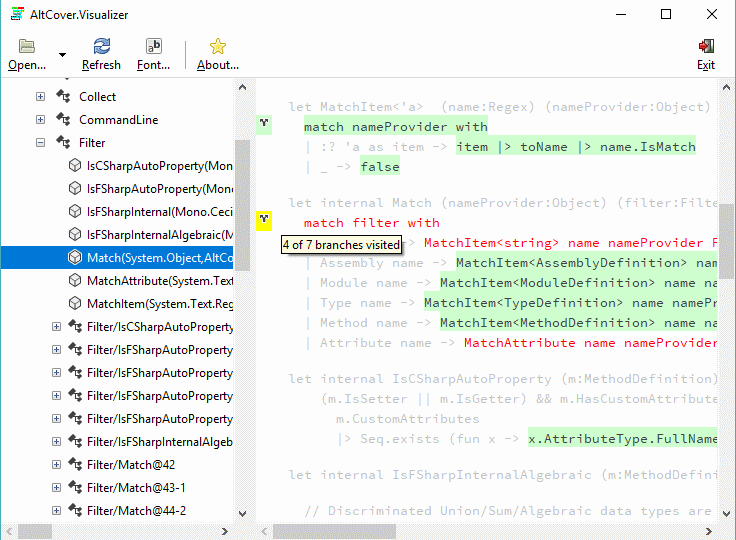 AltCover.Visualizer
Open...
Refresh
Font...
About...
Exit
Collect
CommandLine
Filter
IsCSharpAutoProperty(Mono
IsFSharpAutoProperty(Mon
IsFSharpInternal(Mono.Ceci
IsFSharpInternalAlgebraic(M
Match(System.Object,AltCo
MatchAttribute(System.Text
MatchItem(System.Text.Reg
Filter/IsCSharpAutoProperty
Filter/IsFSharpAutoProperty
Filter/IsFSharpAutoProperty
Filter/IsFSharpAutoProperty
Filter/IsFSharpAutoProperty
Filter/IsFSharpInternalAlgeb
Filter/Match@42
Filter/Match@43-1
Filter/Match@44-2
let MatchItem<'a>  (name:Regex) (nameProvider:Object)
match nameProvider with
| :? 'a as item -> item |> toName |> name.IsMatch
| _ -> false
let internal Match (nameProvider:Object) (filter:Filter
match filter with
4 of 7 branches visited
> MatchItem<string> name nameProvider F
| Assembly name -> MatchItem<AssemblyDefinition> nam
| Module name -> MatchItem<ModuleDefinition> name na
| Type name -> MatchItem<TypeDefinition> name namePr
| Method name -> MatchItem<MethodDefinition> name na
| Attribute name -> MatchAttribute name nameProvider
let internal IsCSharpAutoProperty (m:MethodDefinition)
(m.IsSetter || m.IsGetter) && m.HasCustomAttribute
m.CustomAttributes
|> Seq.exists (fun x -> x.AttributeType.FullName
let internal IsFSharpInternalAlgebraic (m:MethodDefini
// Discriminated Union/Sum/Algebraic data types are